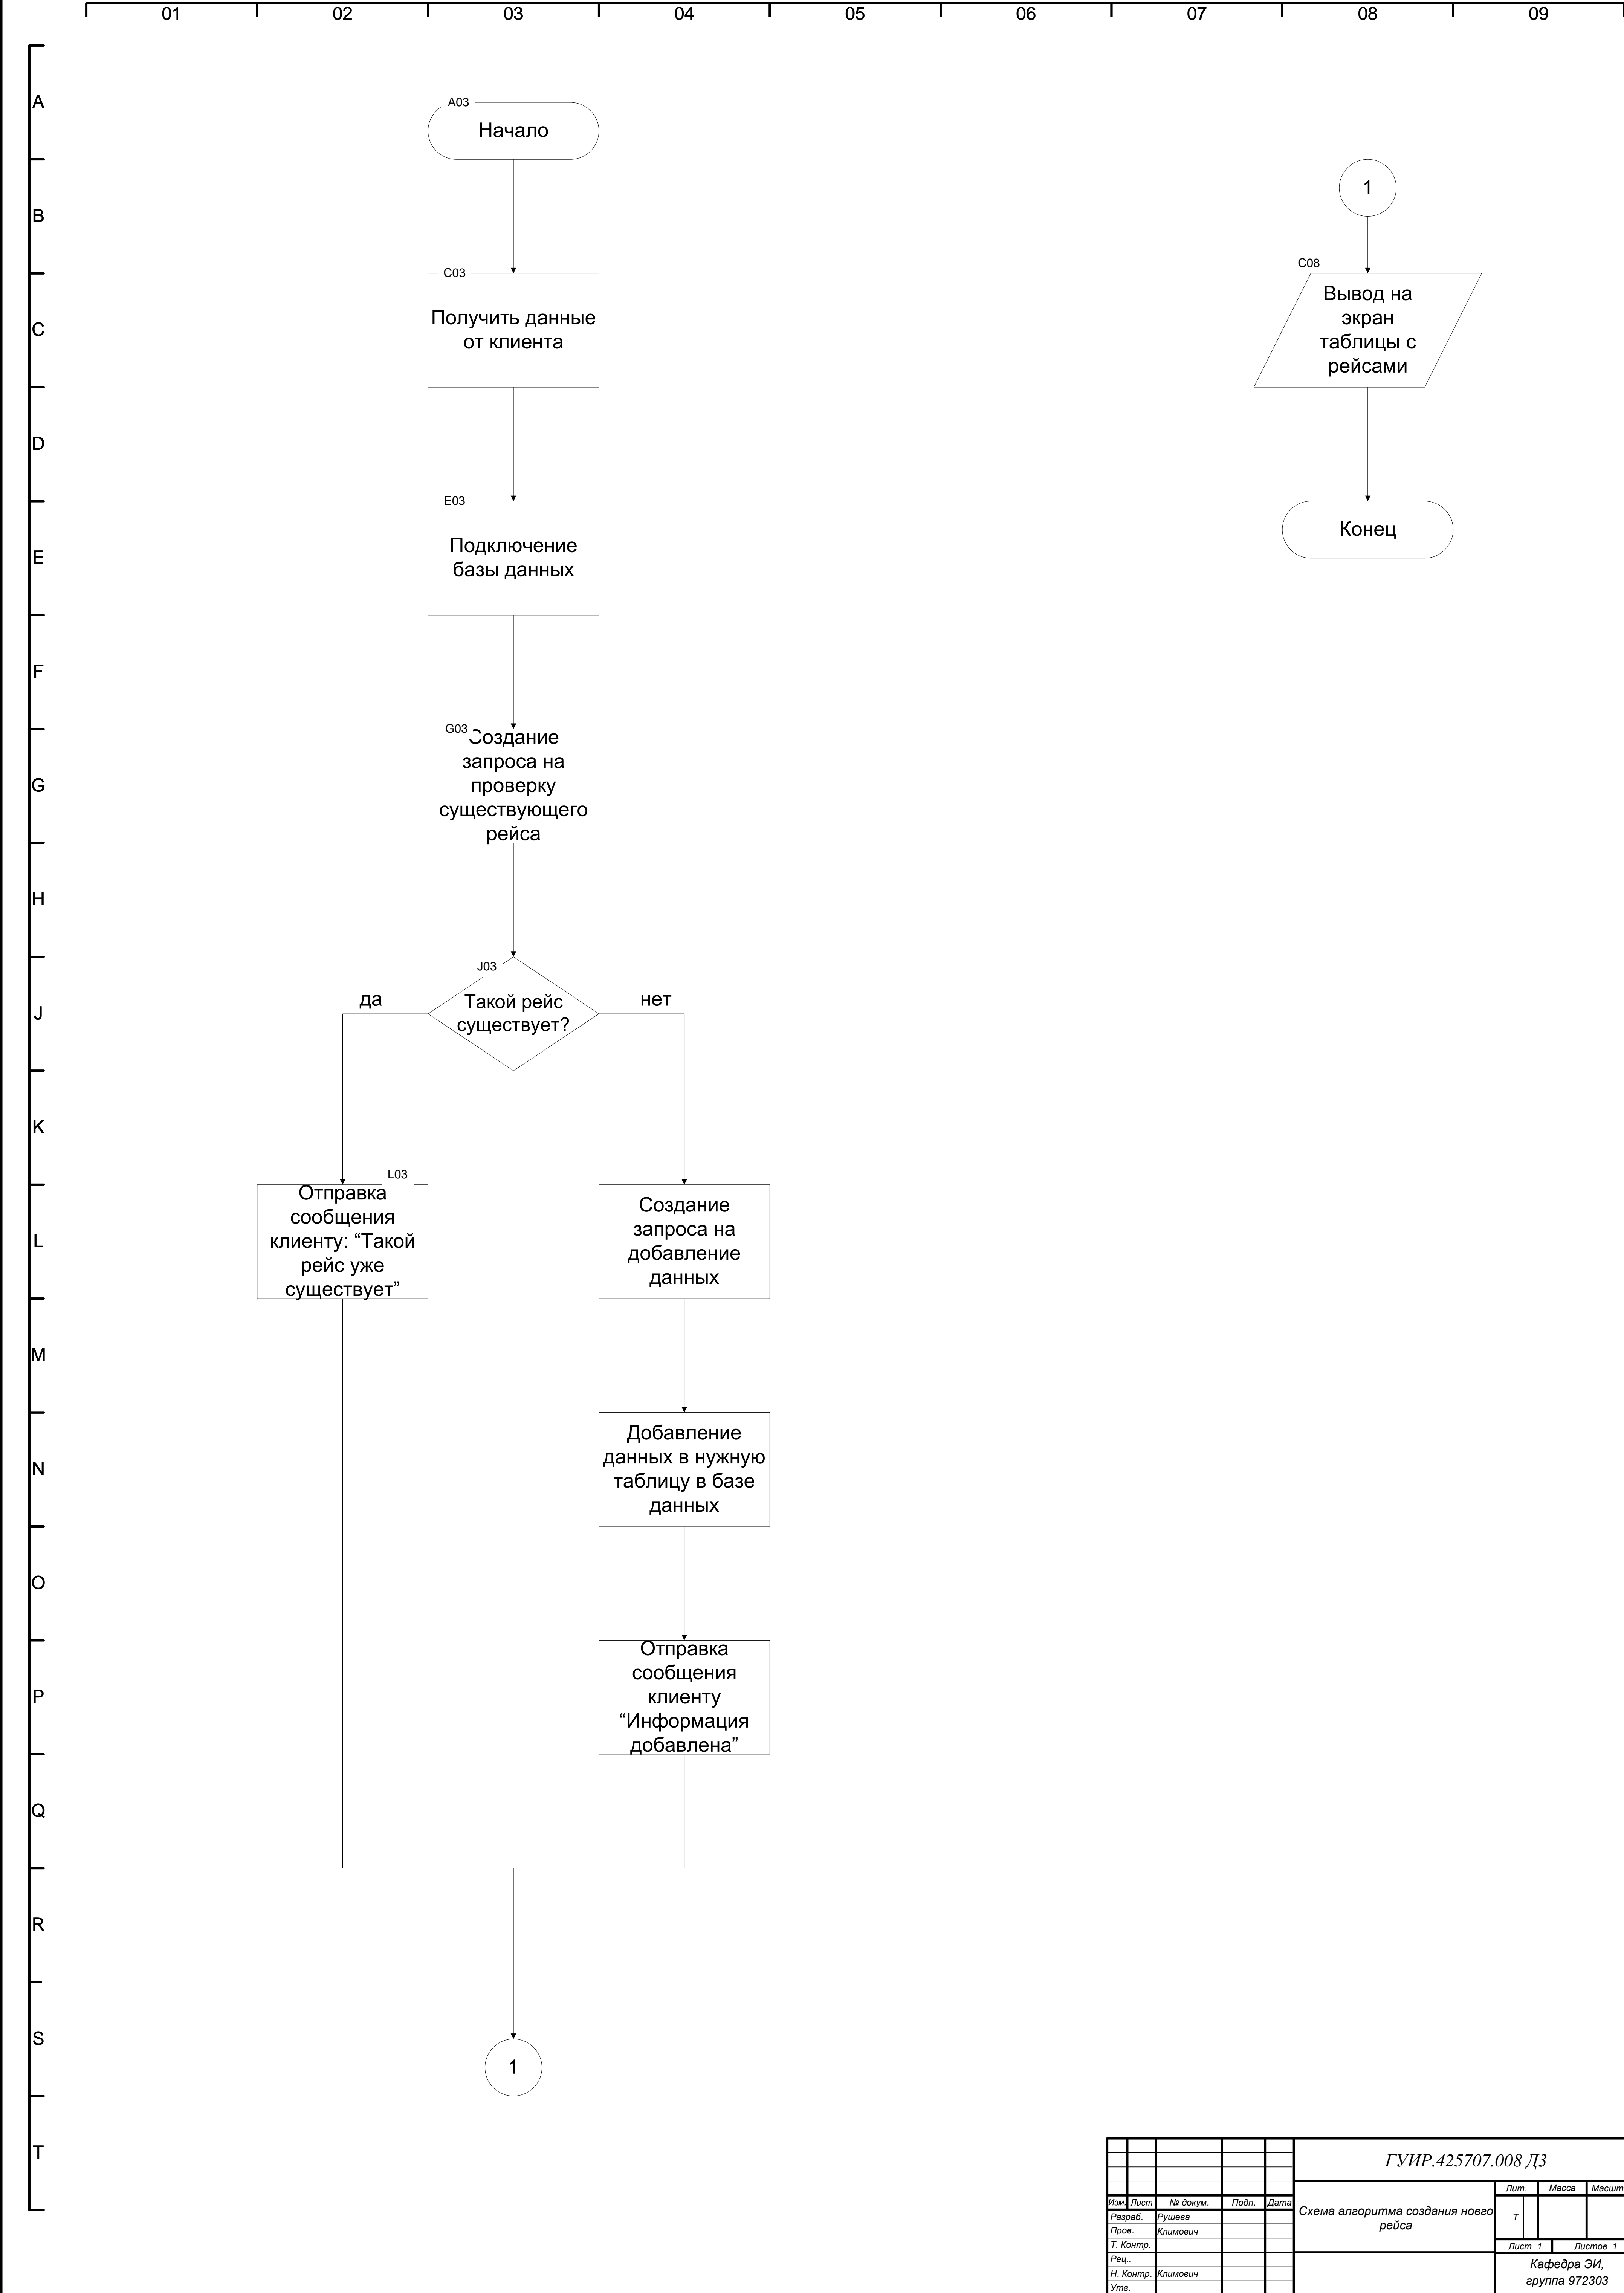 01 02 03 04 05 06 07 08 09
A
B
C
D
E
F
G
H
J
K
L
M
N
O
P
Q
R
S
T
A03
Начало
C03
Получить данные
от клиента
E03
Подключение
базы данных
G03
Создание
запроса на
проверку
существующего
рейса
J03
Такой рейс
существует?
да
нет
L03
Отправка
сообщения
клиенту: “Такой
рейс уже
существует”
Создание
запроса на
добавление
данных
Добавление
данных в нужную
таблицу в базе
данных
Отправка
сообщения
клиенту
“Информация
добавлена”
1
1
C08
Вывод на
экран
таблицы с
рейсами
Конец
ГУИР.425707.008 Д3
Изм. Лист № докум. Подп. Дата
Разраб. Рушева
Пров. Климович
Т. Контр.
Рец..
Н. Контр. Климович
Утв.
Схема алгоритма создания новго
рейса
Лит. Масса Масшт
Т
Лист 1 Листов 1
Кафедра ЭИ,
группа 972303